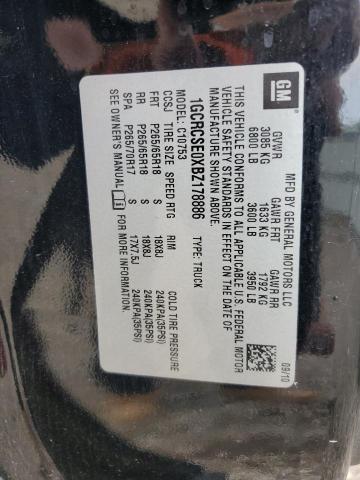 GM
MFD BY GENERAL MOTORS LLC 09/10
GVWR GAWR FRT GAWR RR
3085 KG 1633 KG 1792 KG
6800 LB 3600 LB 3950 LB
THIS VEHICLE CONFORMS TO ALL APPLICABLE U.S. FEDERAL MOTOR
VEHICLE SAFETY STANDARDS IN EFFECT ON THE DATE OF
MANUFACTURE SHOWN ABOVE.
1GCRCSE0XBZ178886 TYPE: TRUCK
MODEL: C10753
CCSJ TIRE SIZE SPEED RTG RIM COLD TIRE PRESSURE
FRT P265/65R18 S 18X8J 240KPA(35PSI)
RR P265/65R18 S 18X8J 240KPA(35PSI)
SPA P265/70R17 S 17X7.5J 240KPA(35PSI)
SEE OWNER'S MANUAL